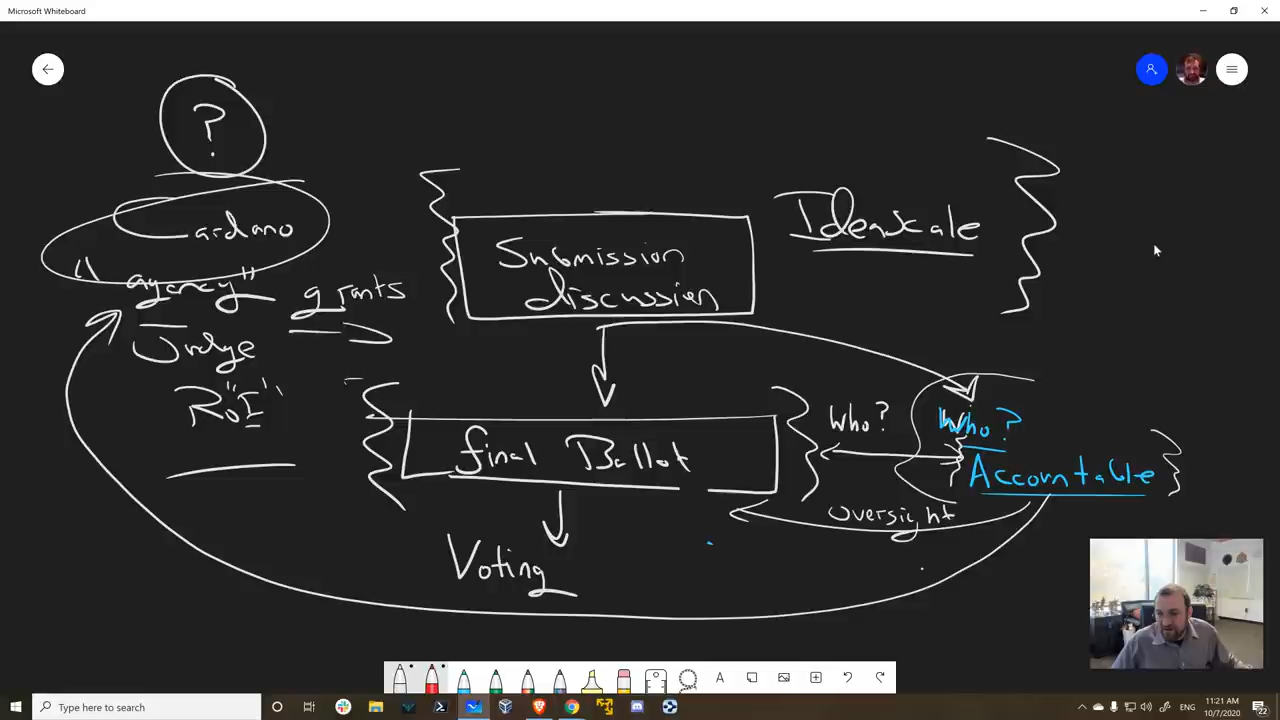 Microsoft Whiteboard
?
Cardano
"agency"
Judge
"RoI"
grants
Submission
discussion
IdeaScale
final Ballot
Who?
Who?
Accountable
oversight
Voting
Type here to search
ENG
11:21 AM
10/7/2020
22